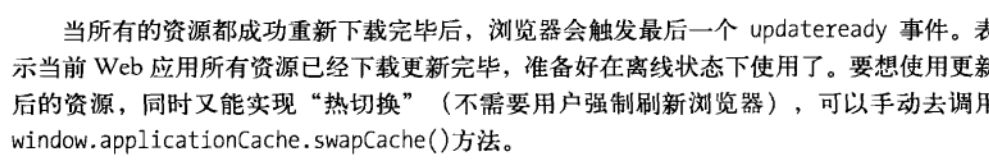 当所有的资源都成功重新下载完毕后，浏览器会触发最后一个 updateready 事件。表
示当前 Web 应用所有资源已经下载更新完毕，准备好在离线状态下使用了。要想使用更新
后的资源，同时又能实现“热切换”（不需要用户强制刷新浏览器），可以手动去调用
window.applicationCache.swapCache()方法。